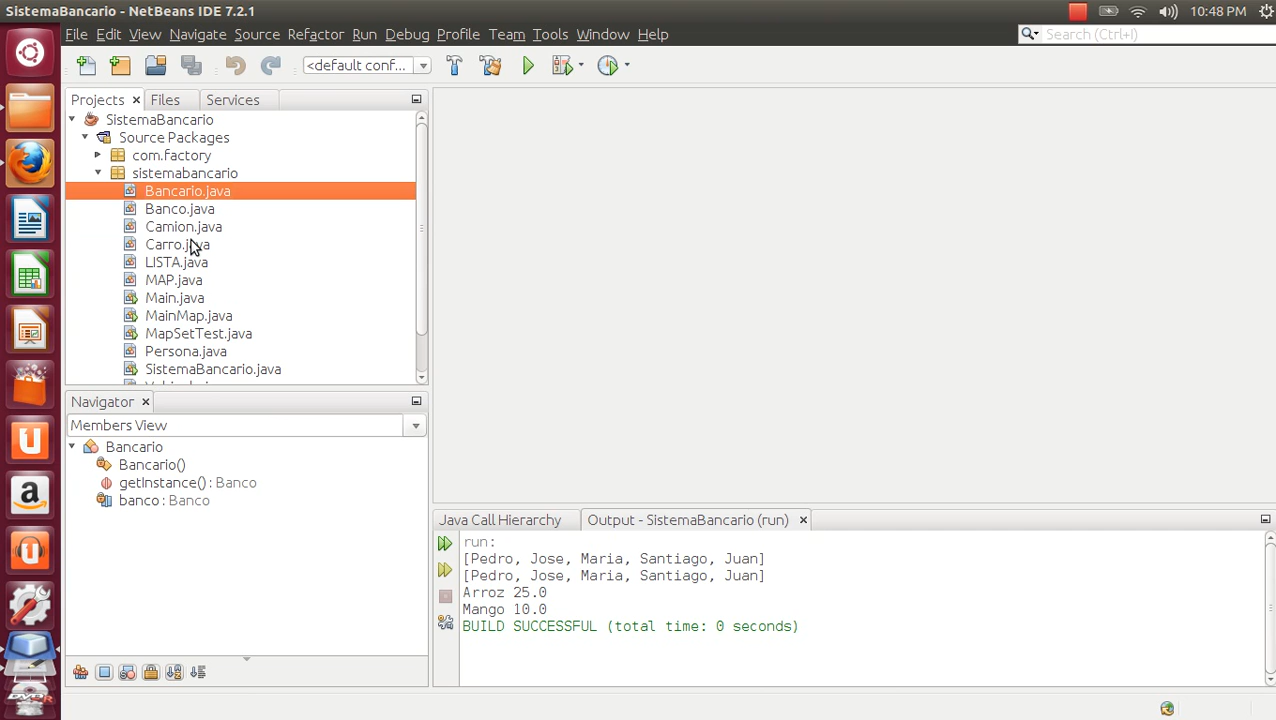 SistemaBancario - NetBeans IDE 7.2.1
10:48 PM
File Edit View Navigate Source Refactor Run Debug Profile Team Tools Window Help
Search (Ctrl+I)
<default conf...
Projects Files Services
SistemaBancario
Source Packages
com.factory
sistemabancario
Bancario.java
Banco.java
Camion.java
Carro.java
LISTA.java
MAP.java
Main.java
MainMap.java
MapSetTest.java
Persona.java
SistemaBancario.java
Navigator
Members View
Bancario
Bancario()
getInstance() : Banco
banco : Banco
Java Call Hierarchy
Output - SistemaBancario (run)
run:
[Pedro, Jose, Maria, Santiago, Juan]
[Pedro, Jose, Maria, Santiago, Juan]
Arroz 25.0
Mango 10.0
BUILD SUCCESSFUL (total time: 0 seconds)